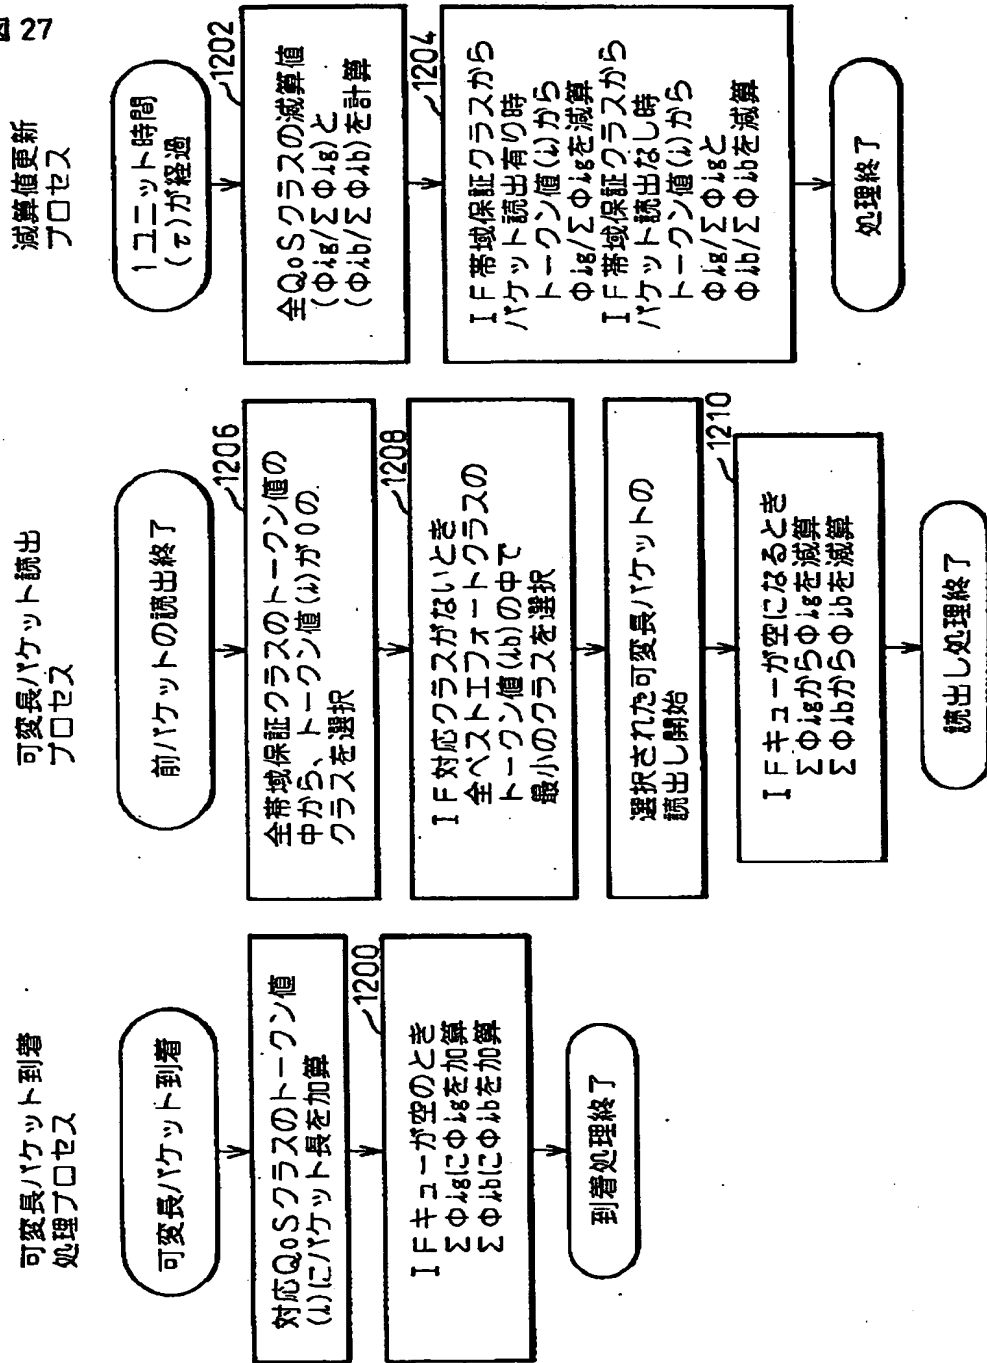 図 27
可変長パケット到着
処理プロセス
可変長パケット到着
対応QoSクラスのトークン値
(i)にパケット長を加算
1200
IFキューが空のとき
ΣΦigにΦigを加算
ΣΦibにΦibを加算
到着処理終了
可変長パケット読出
プロセス
前パケットの読出終了
1206
全帯域保証クラスのトークン値の
中から、トークン値(i)が0の
クラスを選択
1208
IF対応クラスがないとき
全ベストエフォートクラスの
トークン値(ib)の中で
最小のクラスを選択
選択された可変長パケットの
読出し開始
1210
IFキューが空になるとき
ΣΦigからΦigを減算
ΣΦibからΦibを減算
読出し処理終了
減算値更新
プロセス
1ユニット時間
(τ)が経過
1202
全QoSクラスの減算値
(Φig/ΣΦig)と
(Φib/ΣΦib)を計算
1204
IF帯域保証クラスから
パケット読出有り時
トークン値(i)から
Φig/ΣΦigを減算
IF帯域保証クラスから
パケット読出なし時
トークン値(i)から
Φig/ΣΦigと
Φib/ΣΦibを減算
処理終了